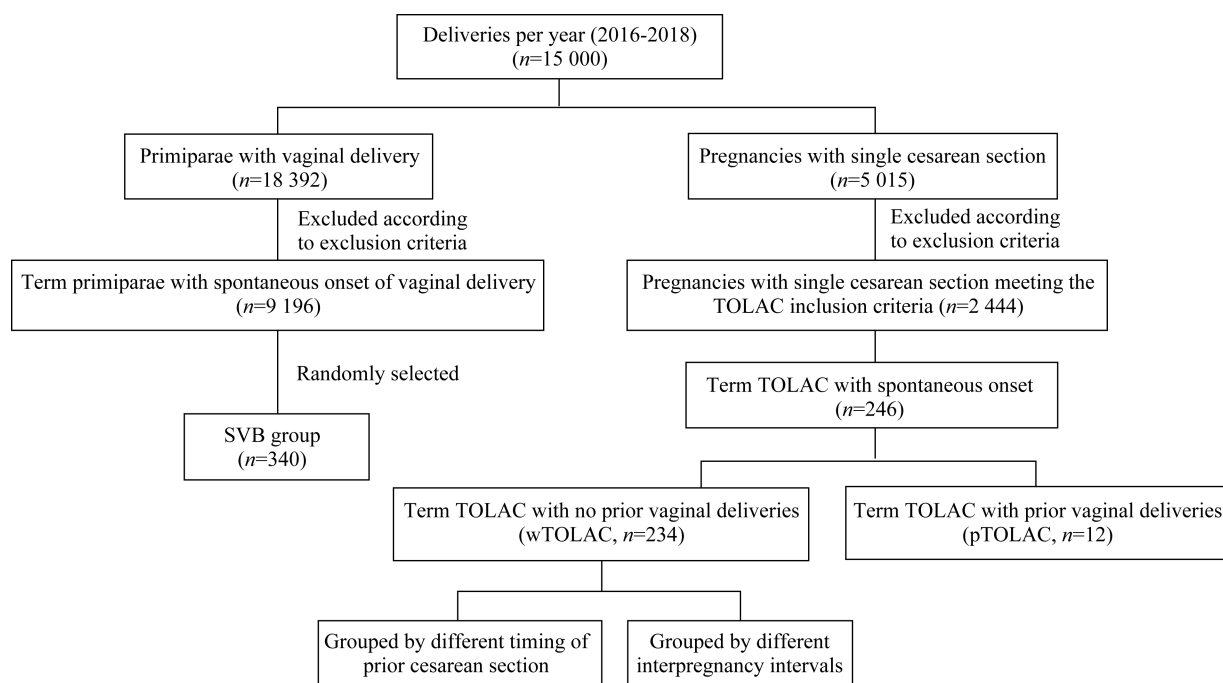 Deliveries per year (2016-2018)
(n=15 000)
Primiparae with vaginal delivery
(n=18 392)
Pregnancies with single cesarean section
(n=5 015)
Excluded according
to exclusion criteria
Excluded according
to exclusion criteria
Term primiparae with spontaneous onset of vaginal delivery
(n=9 196)
Pregnancies with single cesarean section meeting the
TOLAC inclusion criteria (n=2 444)
Randomly selected
Term TOLAC with spontaneous onset
(n=246)
SVB group
(n=340)
Term TOLAC with no prior vaginal deliveries
(wTOLAC, n=234)
Term TOLAC with prior vaginal deliveries
(pTOLAC, n=12)
Grouped by different timing of
prior cesarean section
Grouped by different
interpregnancy intervals